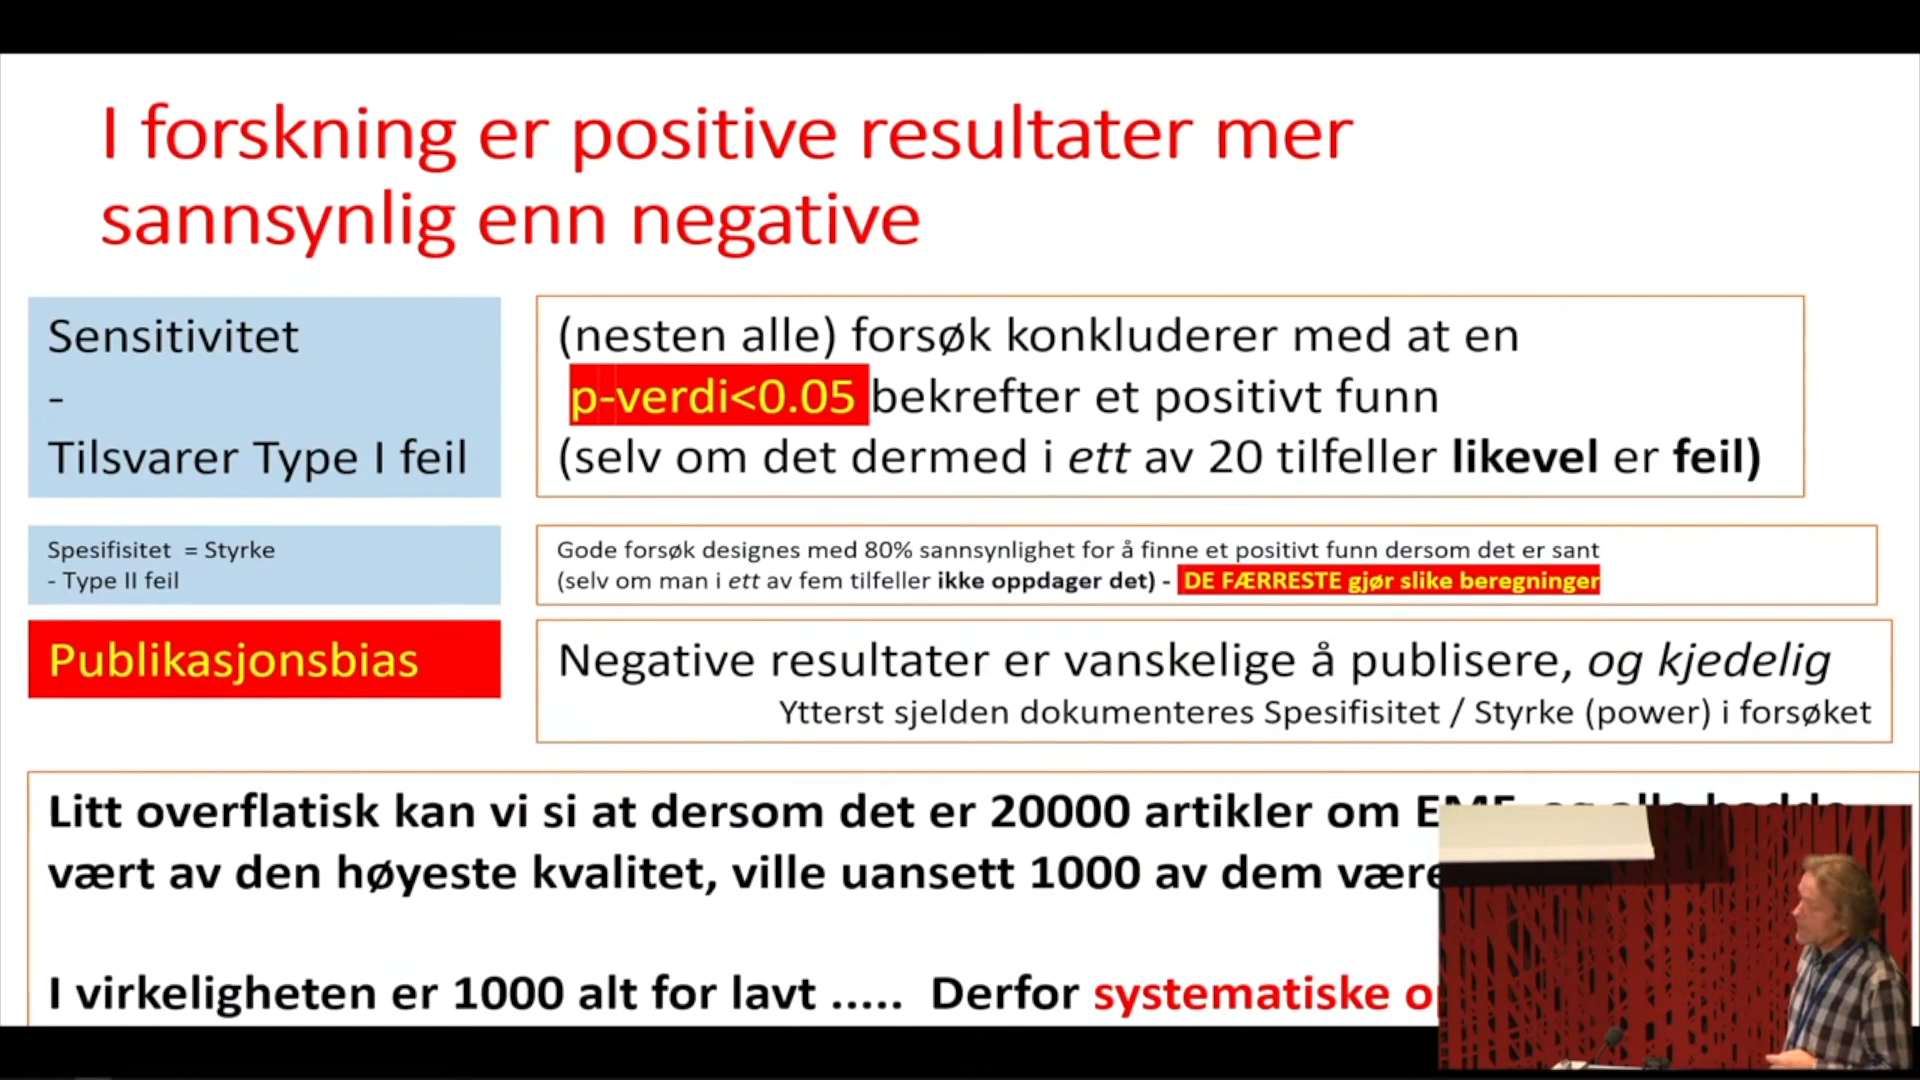 I forskning er positive resultater mer
sannsynlig enn negative
Sensitivitet
-
Tilsvarer Type I feil
(nesten alle) forsøk konkluderer med at en
p-verdi<0.05 bekrefter et positivt funn
(selv om det dermed i ett av 20 tilfeller likevel er feil)
Spesifisitet = Styrke
- Type II feil
Gode forsøk designes med 80% sannsynlighet for å finne et positivt funn dersom det er sant
(selv om man i ett av fem tilfeller ikke oppdager det) - DE FÆRRESTE gjør slike beregninger
Publikasjonsbias
Negative resultater er vanskelige å publisere, og kjedelig
Ytterst sjelden dokumenteres Spesifisitet / Styrke (power) i forsøket
Litt overflatisk kan vi si at dersom det er 20000 artikler om EMF og alle hadde
vært av den høyeste kvalitet, ville uansett 1000 av dem være
I virkeligheten er 1000 alt for lavt ..... Derfor systematiske